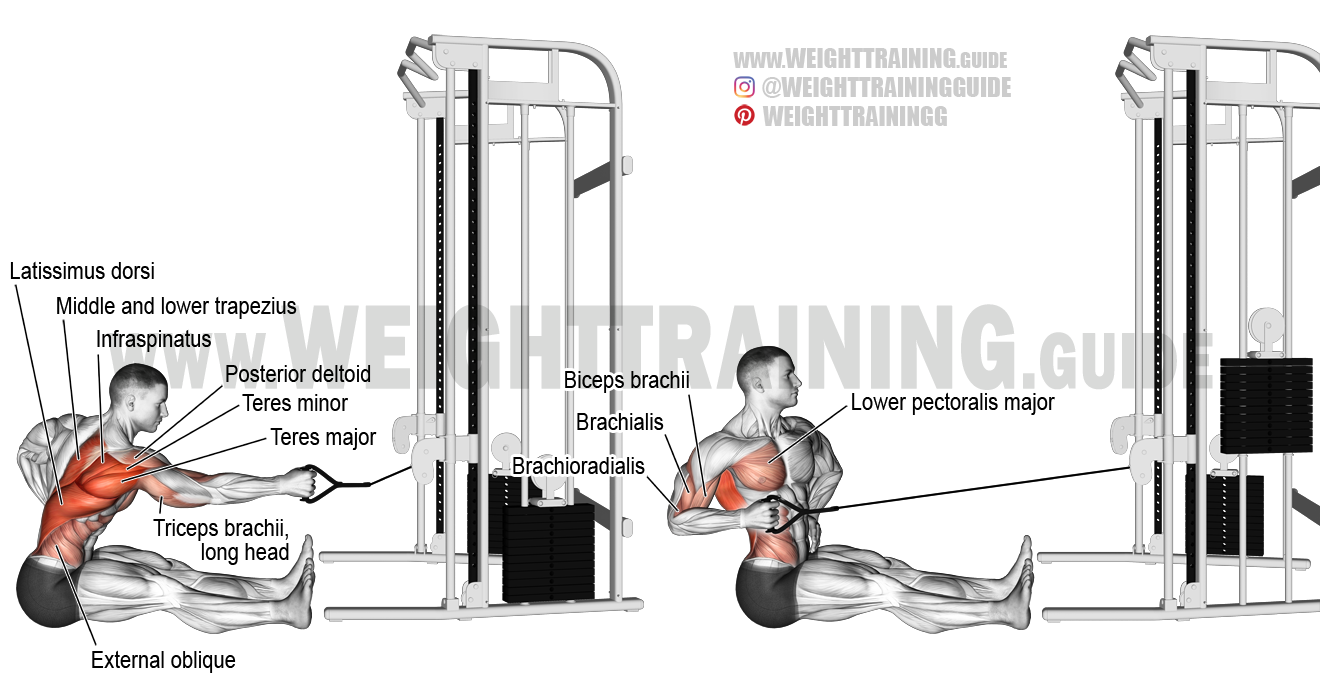 www.WEIGHTTRAINING.GUIDE
@WEIGHTTRAININGGUIDE
WEIGHTTRAININGG
Latissimus dorsi
Middle and lower trapezius
Infraspinatus
Posterior deltoid
Teres minor
Teres major
Triceps brachii,
long head
External oblique
www.WEIGHTTRAINING.GUIDE
Biceps brachii
Brachialis
Brachioradialis
Lower pectoralis major